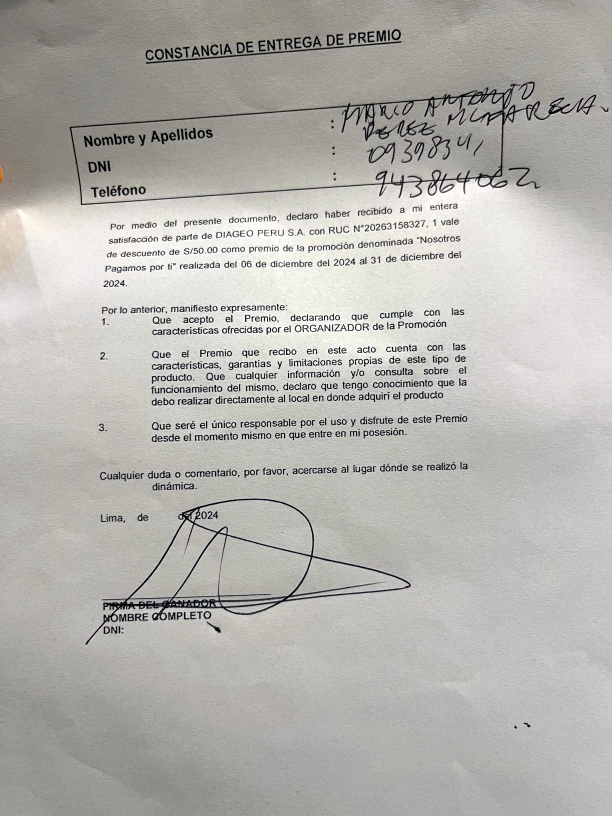 CONSTANCIA DE ENTREGA DE PREMIO
Nombre y Apellidos : MARIO ANTONIO
PEREZ
DNI : 09398341
Teléfono : 943864062
Por medio del presente documento, declaro haber recibido a mi entera
satisfacción de parte de DIAGEO PERU S.A. con RUC N°20263158327, 1 vale
de descuento de S/50.00 como premio de la promoción denominada "Nosotros
Pagamos por ti" realizada del 06 de diciembre del 2024 al 31 de diciembre del
2024.
Por lo anterior, manifiesto expresamente:
1. Que acepto el Premio, declarando que cumple con las
características ofrecidas por el ORGANIZADOR de la Promoción
2. Que el Premio que recibo en este acto cuenta con las
características, garantias y limitaciones propias de este tipo de
producto. Que cualquier información y/o consulta sobre el
funcionamiento del mismo, declaro que tengo conocimiento que la
debo realizar directamente al local en donde adquirí el producto
3. Que seré el único responsable por el uso y disfrute de este Premio
desde el momento mismo en que entre en mi posesión.
Cualquier duda o comentario, por favor, acercarse al lugar dónde se realizó la
dinámica.
Lima, de del 2024
FIRMA DEL GANADOR
NOMBRE COMPLETO
DNI: